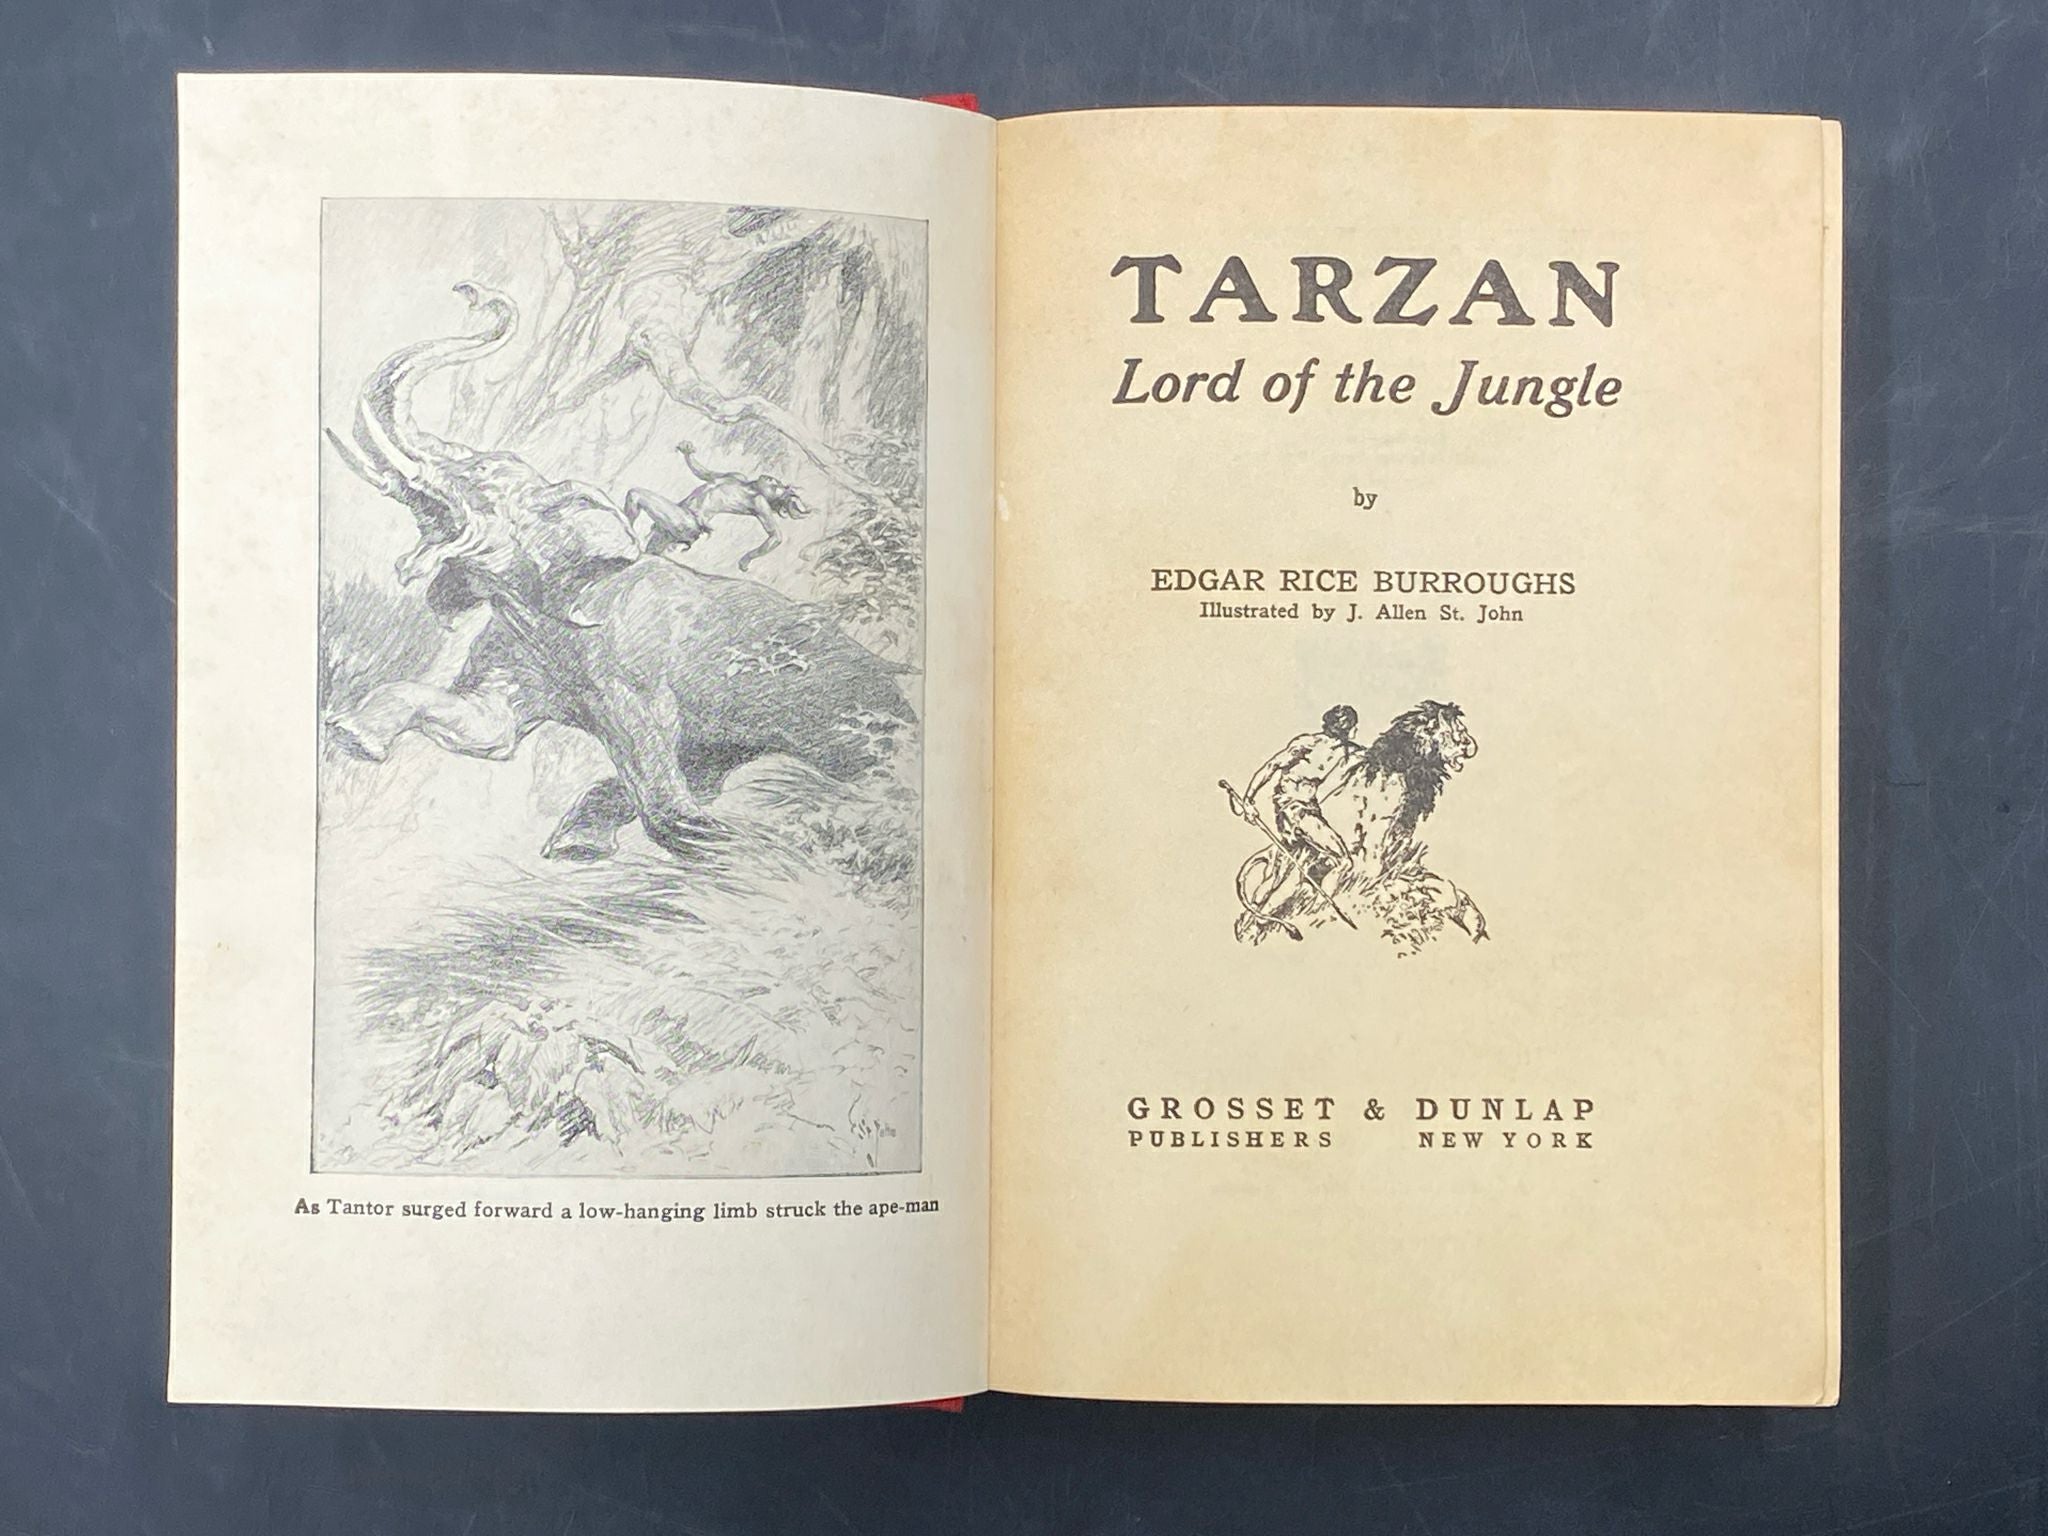 As Tantor surged forward a low-hanging limb struck the ape-man
TARZAN
Lord of the Jungle
by
EDGAR RICE BURROUGHS
Illustrated by J. Allen St. John
GROSSET & DUNLAP
PUBLISHERS NEW YORK